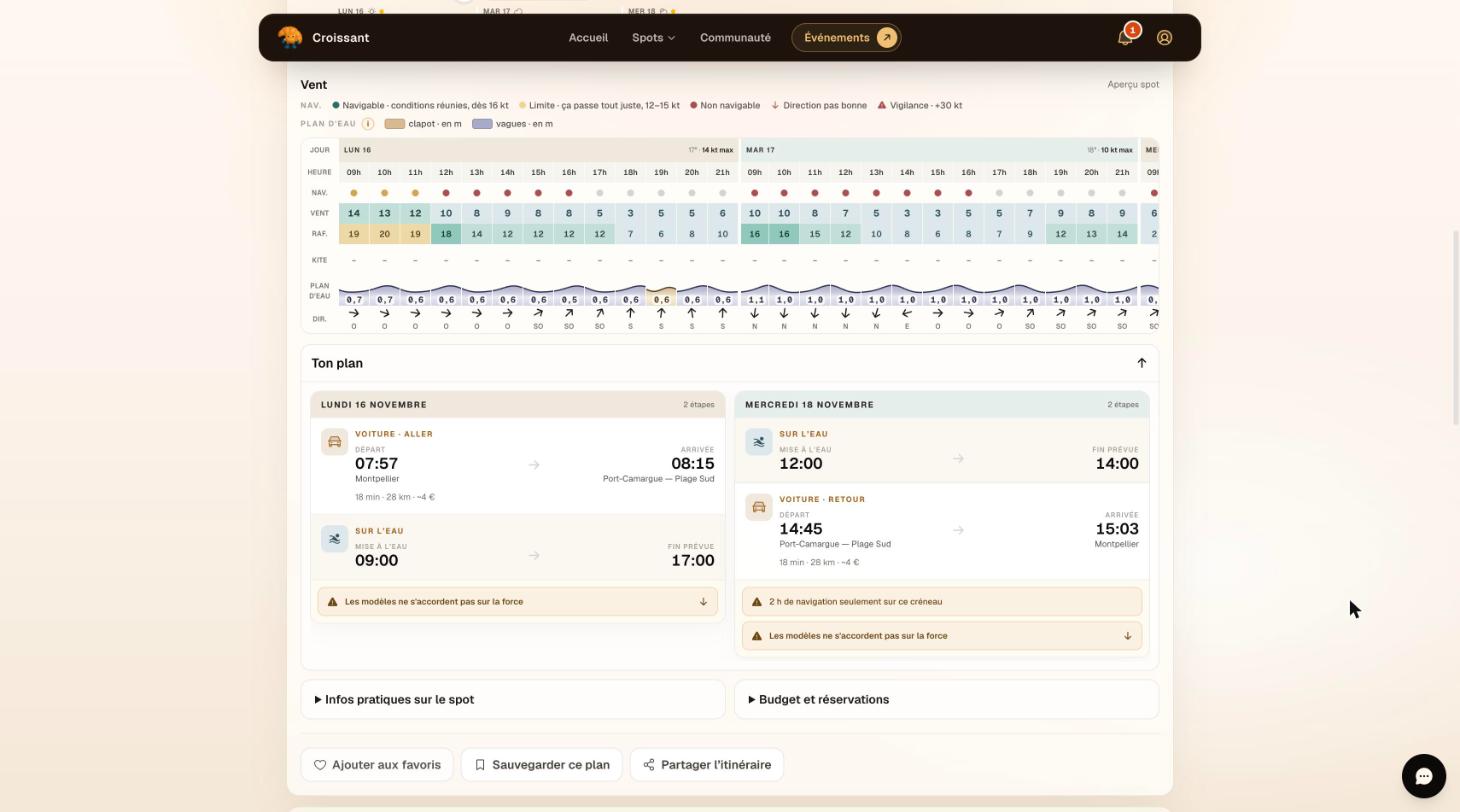 LUN 16 MAR 17 MER 18
Croissant Accueil Spots Communauté Événements 1
Vent Aperçu spot
NAV. Navigable · conditions réunies, dès 16 kt Limite · ça passe tout juste, 12–15 kt Non navigable Direction pas bonne Vigilance · +30 kt
PLAN D'EAU i clapot · en m vagues · en m
JOUR LUN 16 17° · 14 kt max MAR 17 18° · 10 kt max
HEURE 09h 10h 11h 12h 13h 14h 15h 16h 17h 18h 19h 20h 21h 09h 10h 11h 12h 13h 14h 15h 16h 17h 18h 19h 20h 21h
NAV.
VENT 14 13 12 10 8 9 8 8 5 3 5 5 6 10 10 8 7 5 3 3 5 5 7 9 8 9 6
RAF. 19 20 19 18 14 12 12 12 12 7 6 8 10 16 16 15 12 10 8 6 8 7 9 12 13 14
KITE – – – – – – – – – – – – – – – – – – – – – – – – – – –
PLAN
D'EAU 0,7 0,7 0,6 0,6 0,6 0,6 0,6 0,5 0,6 0,6 0,6 0,6 0,6 1,1 1,0 1,0 1,0 1,0 1,0 1,0 1,0 1,0 1,0 1,0 1,0 1,0
DIR. O O O O O O SO SO SO S S S S N N N N N E O O O SO SO SO SO
Ton plan
LUNDI 16 NOVEMBRE 2 étapes
VOITURE · ALLER
DÉPART ARRIVÉE
07:57 08:15
Montpellier Port-Camargue — Plage Sud
18 min · 28 km · ~4 €
SUR L'EAU
MISE À L'EAU FIN PRÉVUE
09:00 17:00
Les modèles ne s'accordent pas sur la force
MERCREDI 18 NOVEMBRE 2 étapes
SUR L'EAU
MISE À L'EAU FIN PRÉVUE
12:00 14:00
VOITURE · RETOUR
DÉPART ARRIVÉE
14:45 15:03
Port-Camargue — Plage Sud Montpellier
18 min · 28 km · ~4 €
2 h de navigation seulement sur ce créneau
Les modèles ne s'accordent pas sur la force
Infos pratiques sur le spot Budget et réservations
Ajouter aux favoris Sauvegarder ce plan Partager l'itinéraire